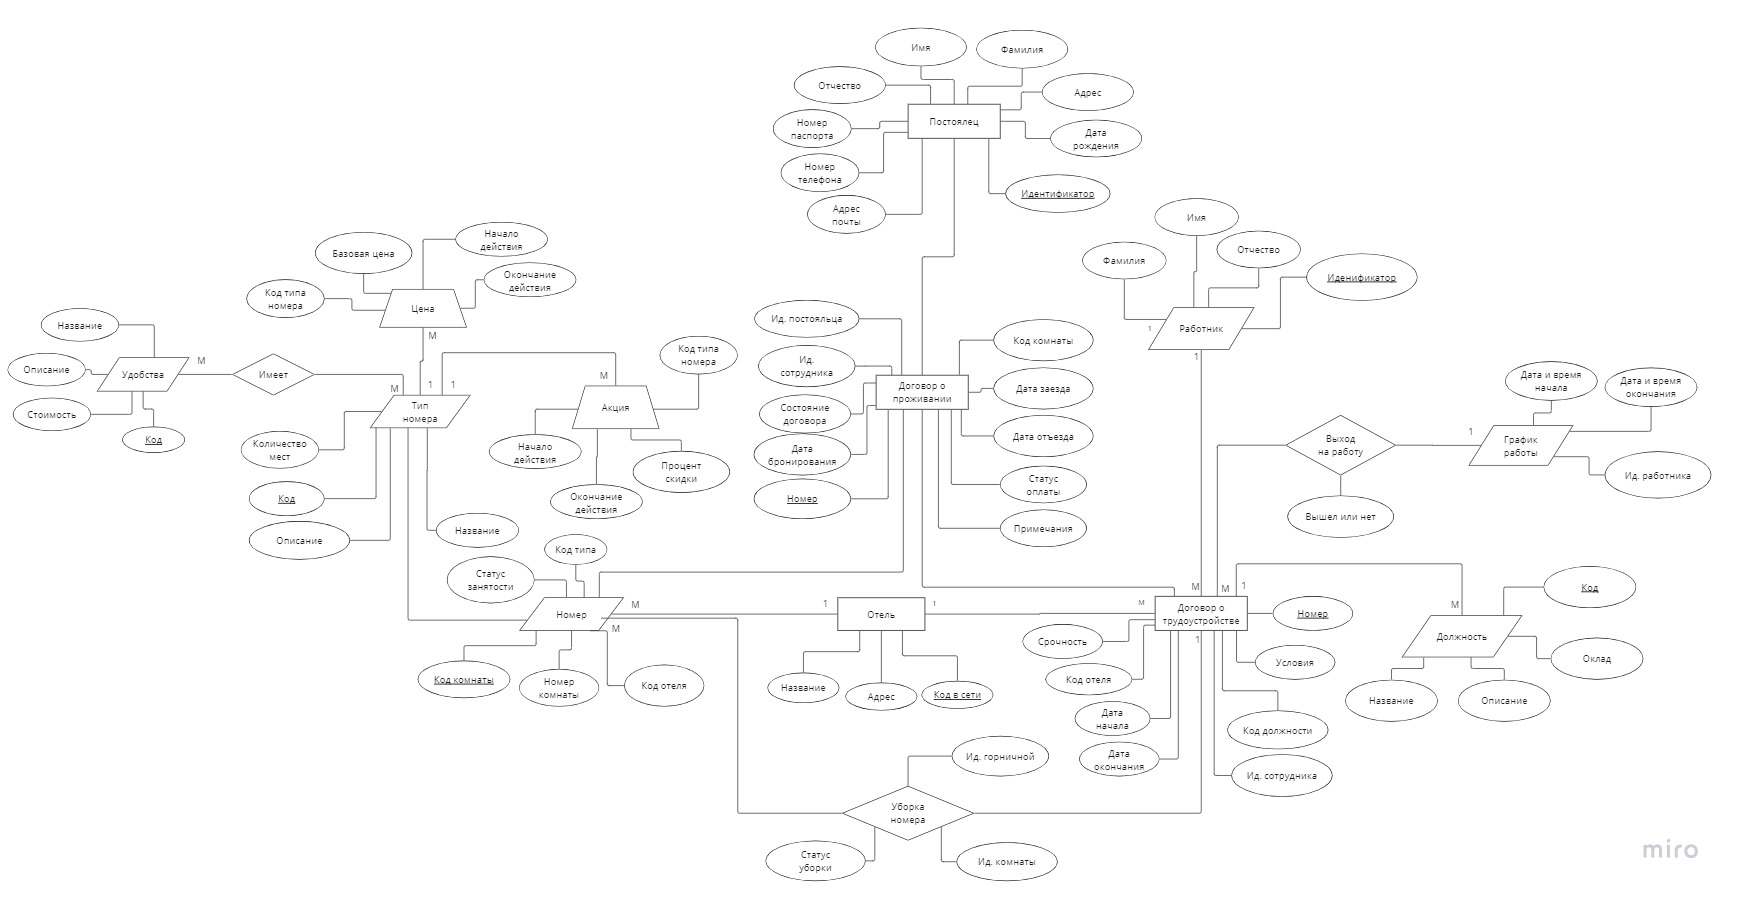 Имя
Фамилия
Отчество
Адрес
Номер
паспорта
Постоялец
Дата
рождения
Номер
телефона
Идентификатор
Адрес
почты
Имя
Фамилия
Отчество
Иденификатор
1
Работник
1
Начало
действия
Базовая цена
Окончание
действия
Код типа
номера
Цена
M
Название
Описание
Удобства
M
Имеет
Стоимость
Код
M
1
1
Тип
номера
Количество
мест
Код
Описание
Название
M
Код типа
номера
Акция
Начало
действия
Процент
скидки
Окончание
действия
Ид. постояльца
Код комнаты
Ид.
сотрудника
Договор о
проживании
Дата заезда
Состояние
договора
Дата отъезда
Дата
бронирования
Статус
оплаты
Номер
Примечания
Дата и время
начала
Дата и время
окончания
Выход
на работу
1
График
работы
Ид. работника
Вышел или нет
Код типа
Статус
занятости
Номер
M
M
1
Отель
1
M
Код комнаты
Номер
комнаты
Код отеля
Название
Адрес
Код в сети
M
M
1
Договор о
трудоустройстве
1
Номер
Срочность
Условия
Код отеля
Дата
начала
Код должности
Дата
окончания
Ид. сотрудника
M
Код
Должность
Оклад
Название
Описание
Ид. горничной
Уборка
номера
Статус
уборки
Ид. комнаты
miro